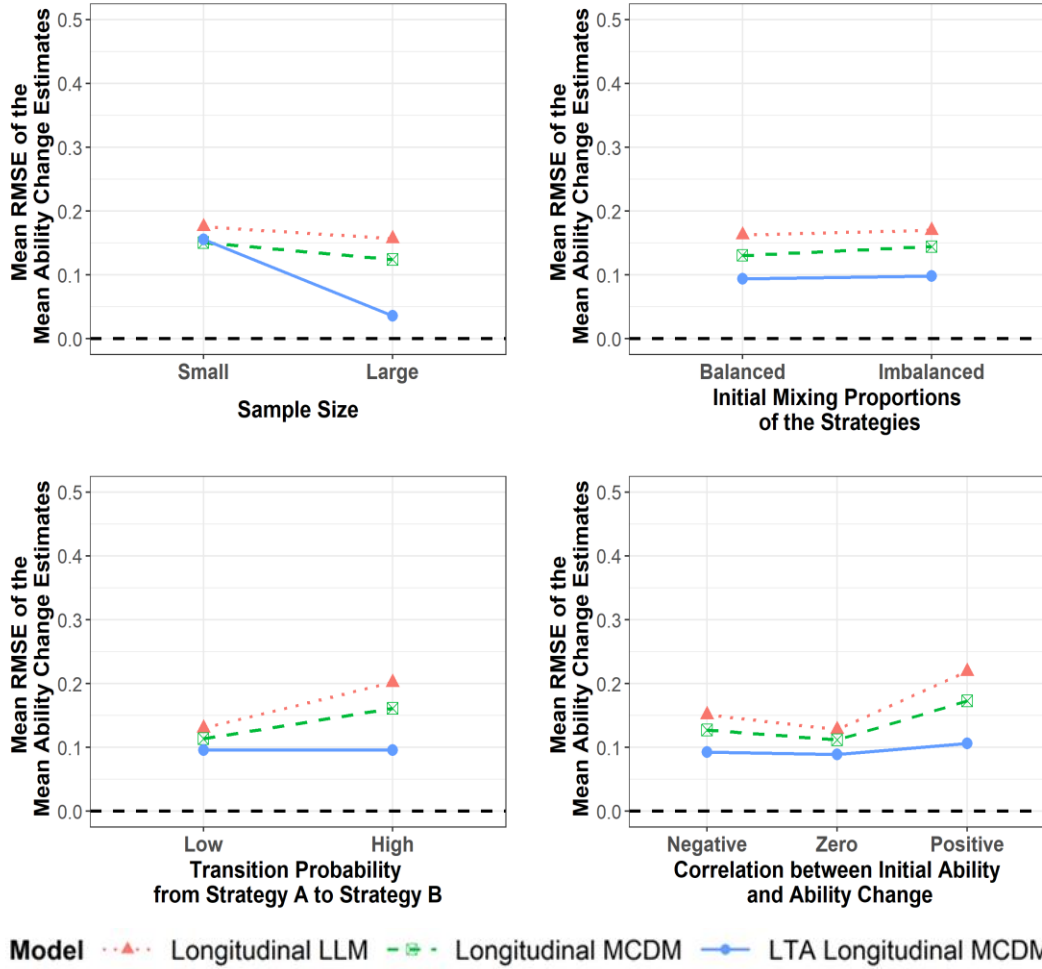 Mean RMSE of the
Mean Ability Change Estimates
0.5
0.4
0.3
0.2
0.1
0.0
Small Large
Sample Size
Mean RMSE of the
Mean Ability Change Estimates
0.5
0.4
0.3
0.2
0.1
0.0
Balanced Imbalanced
Initial Mixing Proportions
of the Strategies
Mean RMSE of the
Mean Ability Change Estimates
0.5
0.4
0.3
0.2
0.1
0.0
Low High
Transition Probability
from Strategy A to Strategy B
Mean RMSE of the
Mean Ability Change Estimates
0.5
0.4
0.3
0.2
0.1
0.0
Negative Zero Positive
Correlation between Initial Ability
and Ability Change
Model Longitudinal LLM Longitudinal MCDM LTA Longitudinal MCDM